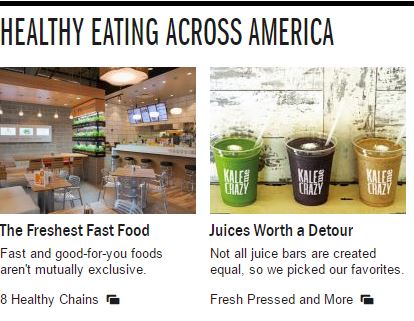 HEALTHY EATING ACROSS AMERICA
KALE ME CRAZY
KALE ME CRAZY
KALE ME CRAZY
The Freshest Fast Food
Juices Worth a Detour
Fast and good-for-you foods
aren't mutually exclusive.
Not all juice bars are created
equal, so we picked our favorites.
8 Healthy Chains
Fresh Pressed and More